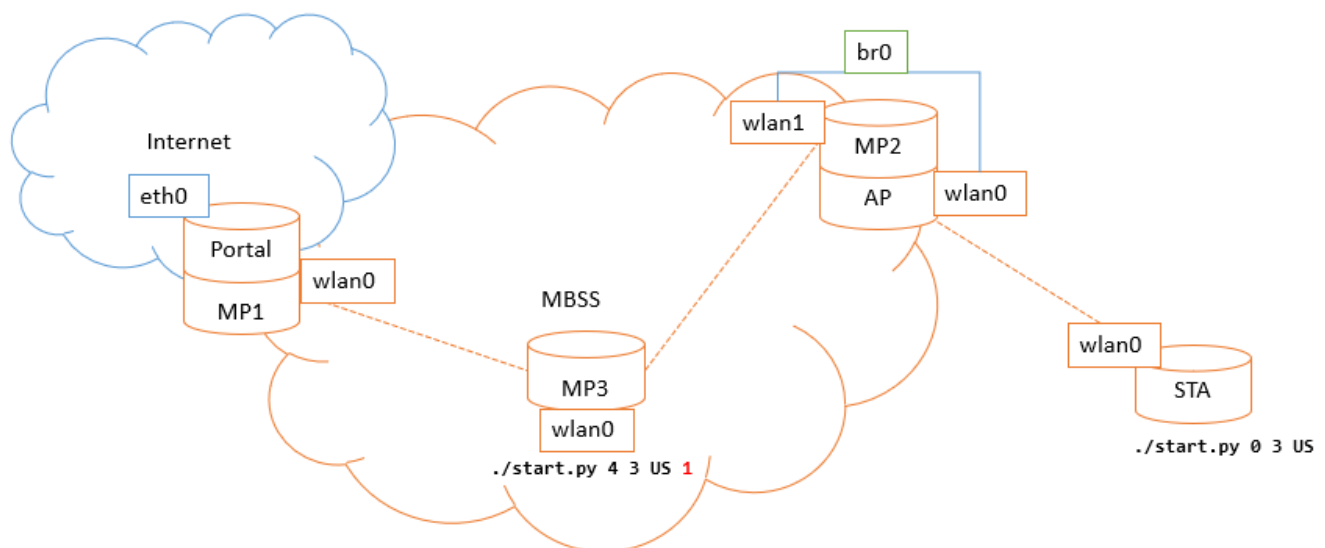 br0
wlan1
Internet
MP2
eth0
AP
wlan0
Portal
wlan0
MP1
MBSS
wlan0
MP3
STA
wlan0
./start.py 0 3 US
./start.py 4 3 US 1